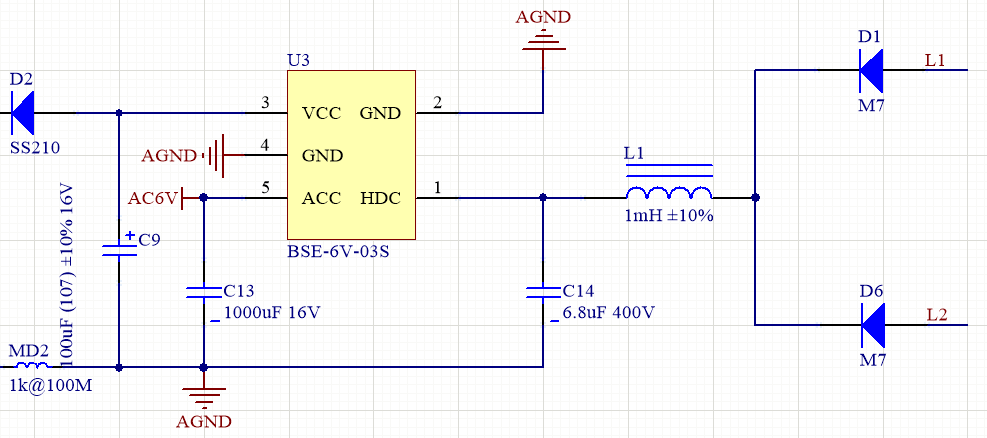 AGND
D2
SS210
U3
3
VCC
GND
2
AGND
4
GND
AC6V
5
ACC
HDC
1
BSE-6V-03S
D1
L1
M7
L1
1mH ±10%
+
C9
100uF (107) ±10% 16V
C13
1000uF 16V
C14
6.8uF 400V
D6
L2
M7
MD2
1k@100M
AGND